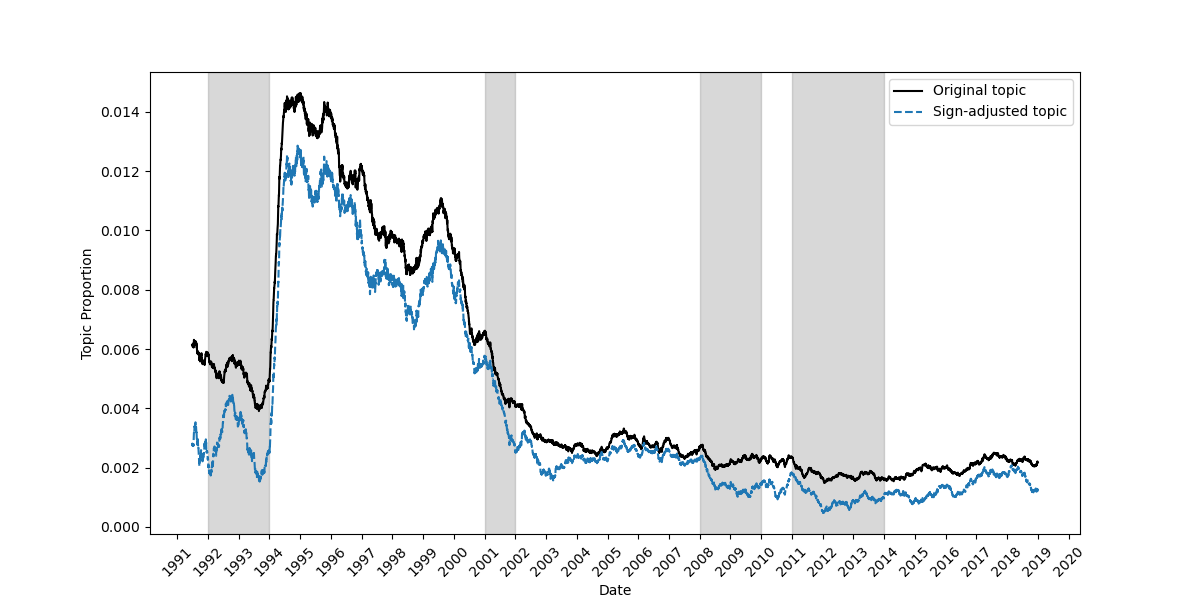 Original topic
Sign-adjusted topic
Topic Proportion
0.014
0.012
0.010
0.008
0.006
0.004
0.002
0.000
1991 1992 1993 1994 1995 1996 1997 1998 1999 2000 2001 2002 2003 2004 2005 2006 2007 2008 2009 2010 2011 2012 2013 2014 2015 2016 2017 2018 2019 2020
Date